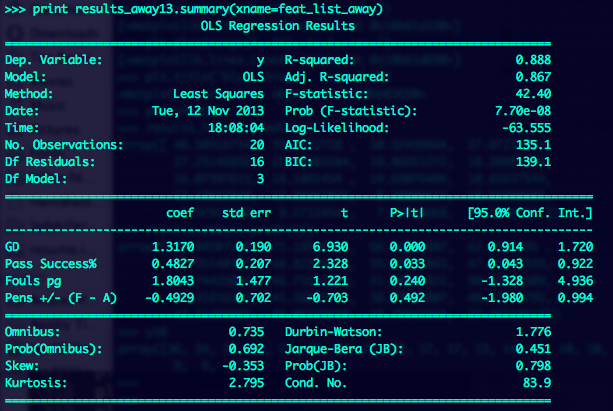 >>> print results_away13.summary(xname=feat_list_away)
OLS Regression Results
==============================================================================
Dep. Variable: y R-squared: 0.888
Model: OLS Adj. R-squared: 0.867
Method: Least Squares F-statistic: 42.40
Date: Tue, 12 Nov 2013 Prob (F-statistic): 7.70e-08
Time: 18:08:04 Log-Likelihood: -63.555
No. Observations: 20 AIC: 135.1
Df Residuals: 16 BIC: 139.1
Df Model: 3
==============================================================================
coef std err t P>|t| [95.0% Conf. Int.]
------------------------------------------------------------------------------
GD 1.3170 0.190 6.930 0.000 0.914 1.720
Pass Success% 0.4827 0.207 2.328 0.033 0.043 0.922
Fouls pg 1.8043 1.477 1.221 0.240 -1.328 4.936
Pens +/- (F - A) -0.4929 0.702 -0.703 0.492 -1.980 0.994
==============================================================================
Omnibus: 0.735 Durbin-Watson: 1.776
Prob(Omnibus): 0.692 Jarque-Bera (JB): 0.451
Skew: -0.353 Prob(JB): 0.798
Kurtosis: 2.795 Cond. No. 83.9
==============================================================================